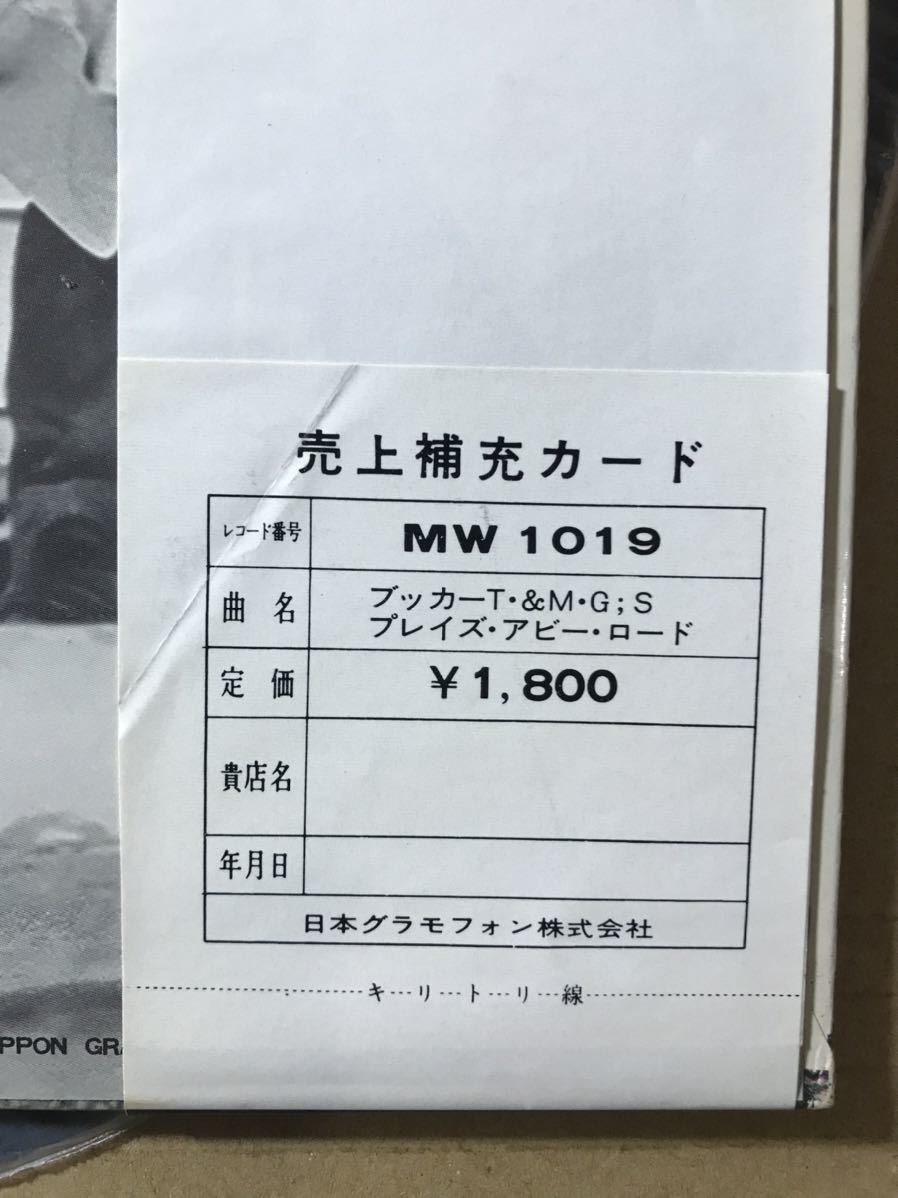 売上補充カード
レコード番号 MW 1019
曲名 ブッカーT・&M・G;S
プレイズ・アビー・ロード
定価 ¥1,800
貴店名
年月日
日本グラモフォン株式会社
キリトリ線
PPON GRA